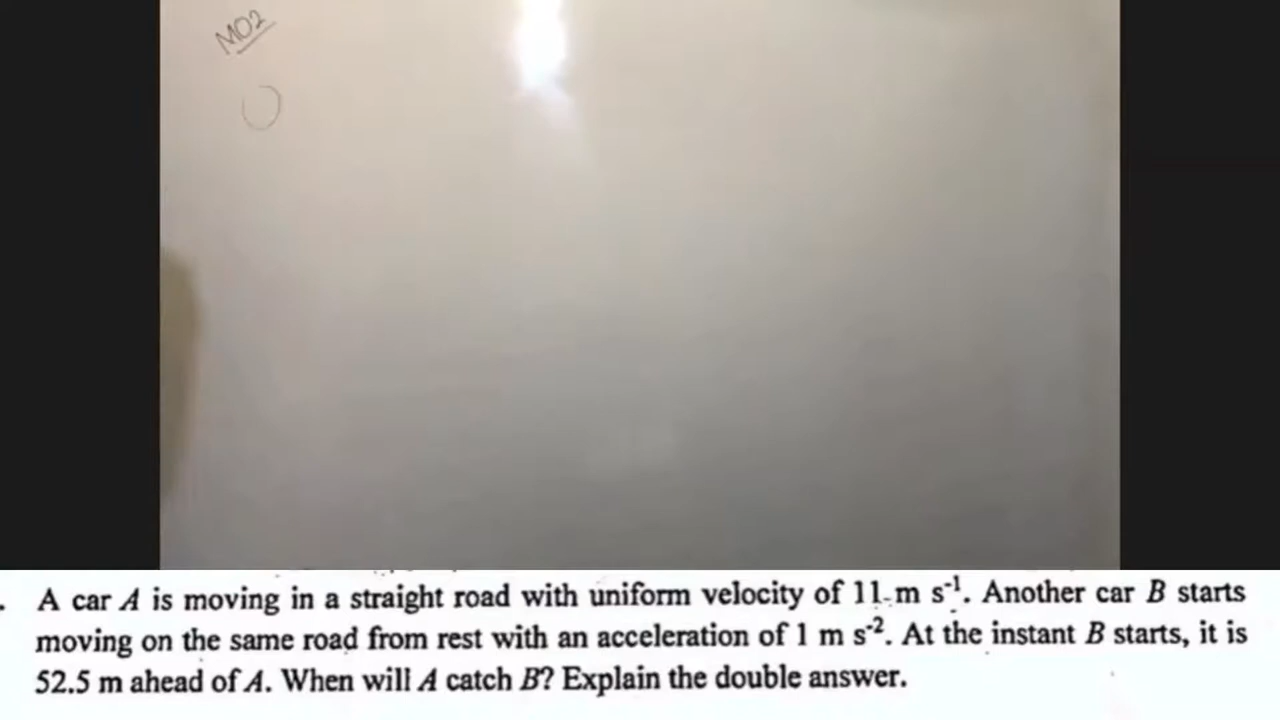 MO2
A car A is moving in a straight road with uniform velocity of 11 m s⁻¹. Another car B starts
moving on the same road from rest with an acceleration of 1 m s⁻². At the instant B starts, it is
52.5 m ahead of A. When will A catch B? Explain the double answer.